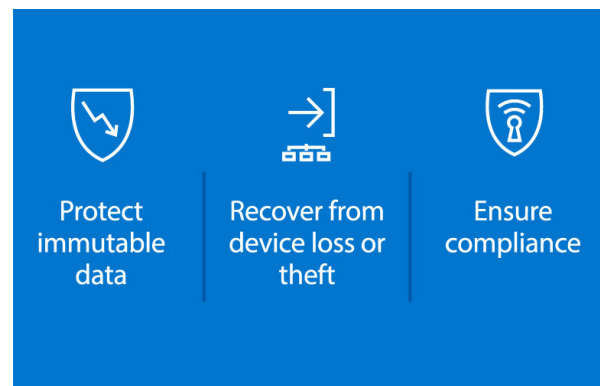 Protect
immutable
data
Recover from
device loss or
theft
Ensure
compliance